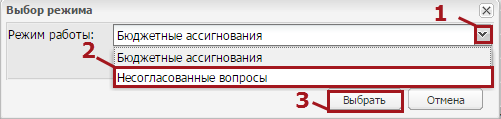 Выбор режима
1
Режим работы: Бюджетные ассигнования
Бюджетные ассигнования
2
Несогласованные вопросы
3
Выбрать Отмена